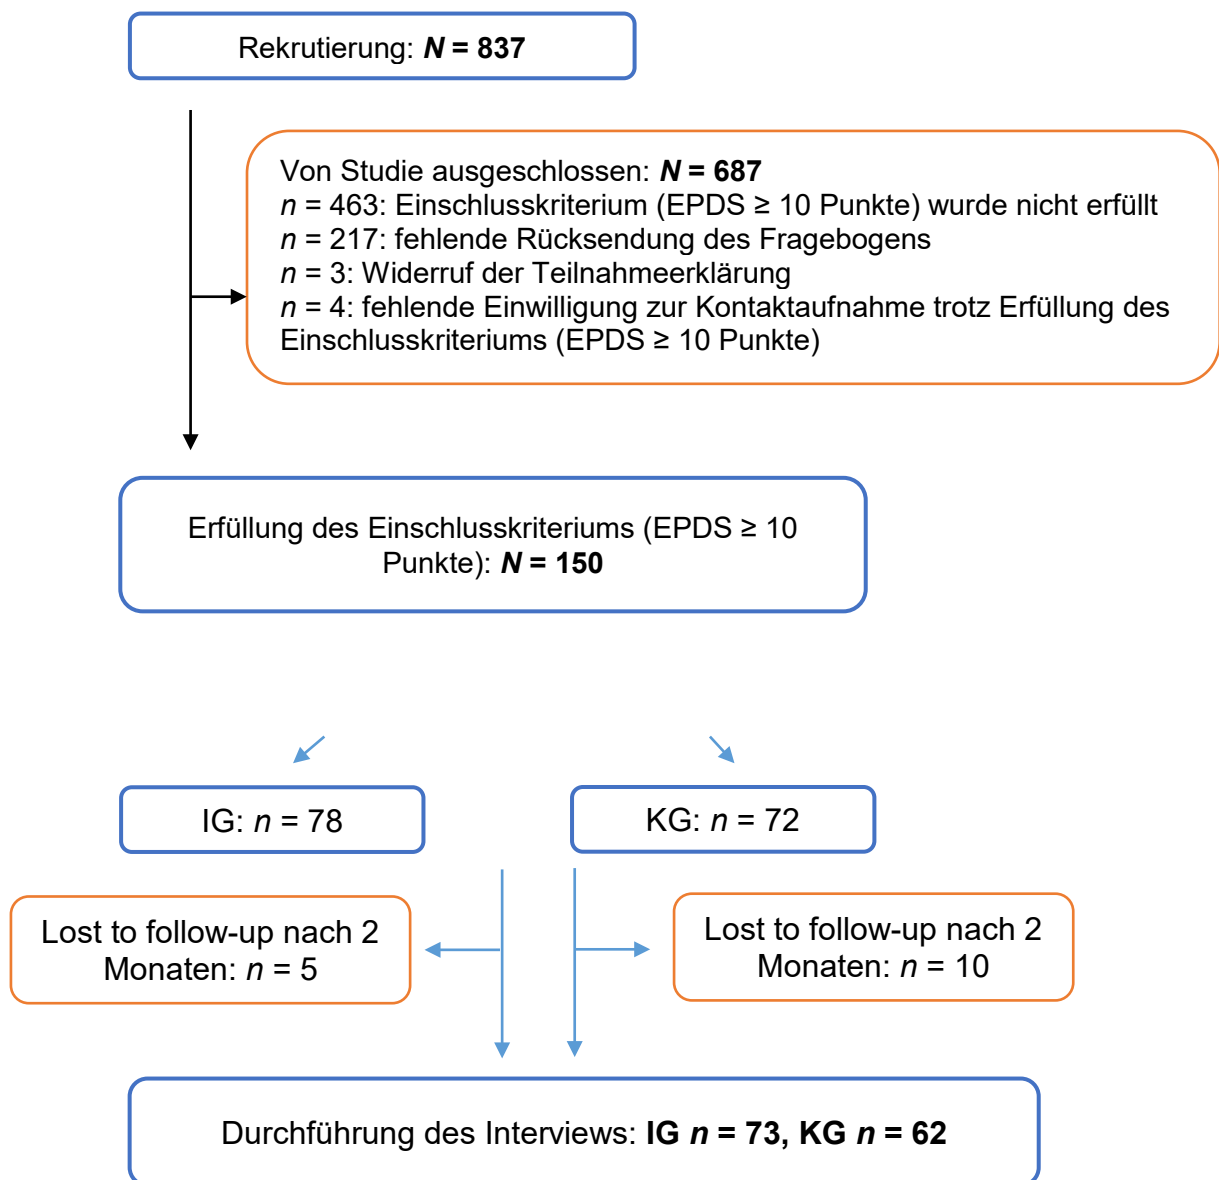 Rekrutierung: N = 837
Von Studie ausgeschlossen: N = 687
n = 463: Einschlusskriterium (EPDS ≥ 10 Punkte) wurde nicht erfüllt
n = 217: fehlende Rücksendung des Fragebogens
n = 3: Widerruf der Teilnahmeerklärung
n = 4: fehlende Einwilligung zur Kontaktaufnahme trotz Erfüllung des
Einschlusskriteriums (EPDS ≥ 10 Punkte)
Erfüllung des Einschlusskriteriums (EPDS ≥ 10
Punkte): N = 150
IG: n = 78
KG: n = 72
Lost to follow-up nach 2
Monaten: n = 5
Lost to follow-up nach 2
Monaten: n = 10
Durchführung des Interviews: IG n = 73, KG n = 62